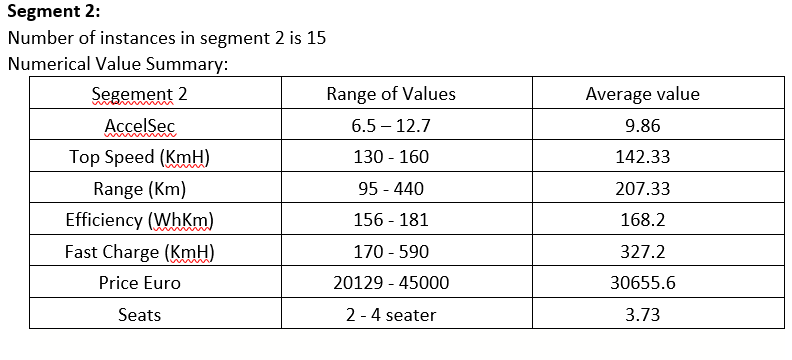 Segment 2:
Number of instances in segment 2 is 15
Numerical Value Summary:
Segement 2 Range of Values Average value
AccelSec 6.5 – 12.7 9.86
Top Speed (KmH) 130 - 160 142.33
Range (Km) 95 - 440 207.33
Efficiency (WhKm) 156 - 181 168.2
Fast Charge (KmH) 170 - 590 327.2
Price Euro 20129 - 45000 30655.6
Seats 2 - 4 seater 3.73